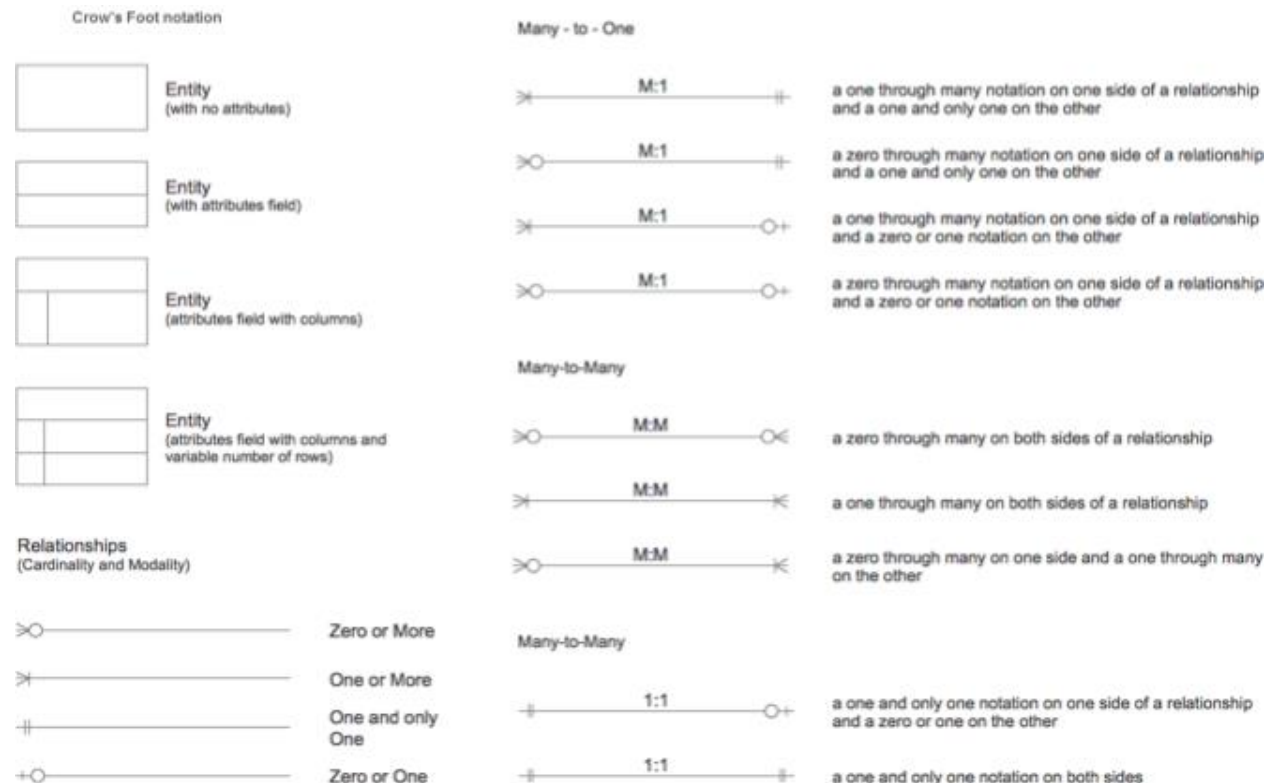 Crow's Foot notation
Entity
(with no attributes)
Entity
(with attributes field)
Entity
(attributes field with columns)
Entity
(attributes field with columns and
variable number of rows)
Relationships
(Cardinality and Modality)
Zero or More
One or More
One and only
One
Zero or One
Many - to - One
M:1
a one through many notation on one side of a relationship
and a one and only one on the other
M:1
a zero through many notation on one side of a relationship
and a one and only one on the other
M:1
a one through many notation on one side of a relationship
and a zero or one notation on the other
M:1
a zero through many notation on one side of a relationship
and a zero or one notation on the other
Many-to-Many
M:M
a zero through many on both sides of a relationship
M:M
a one through many on both sides of a relationship
M:M
a zero through many on one side and a one through many
on the other
Many-to-Many
1:1
a one and only one notation on one side of a relationship
and a zero or one on the other
1:1
a one and only one notation on both sides